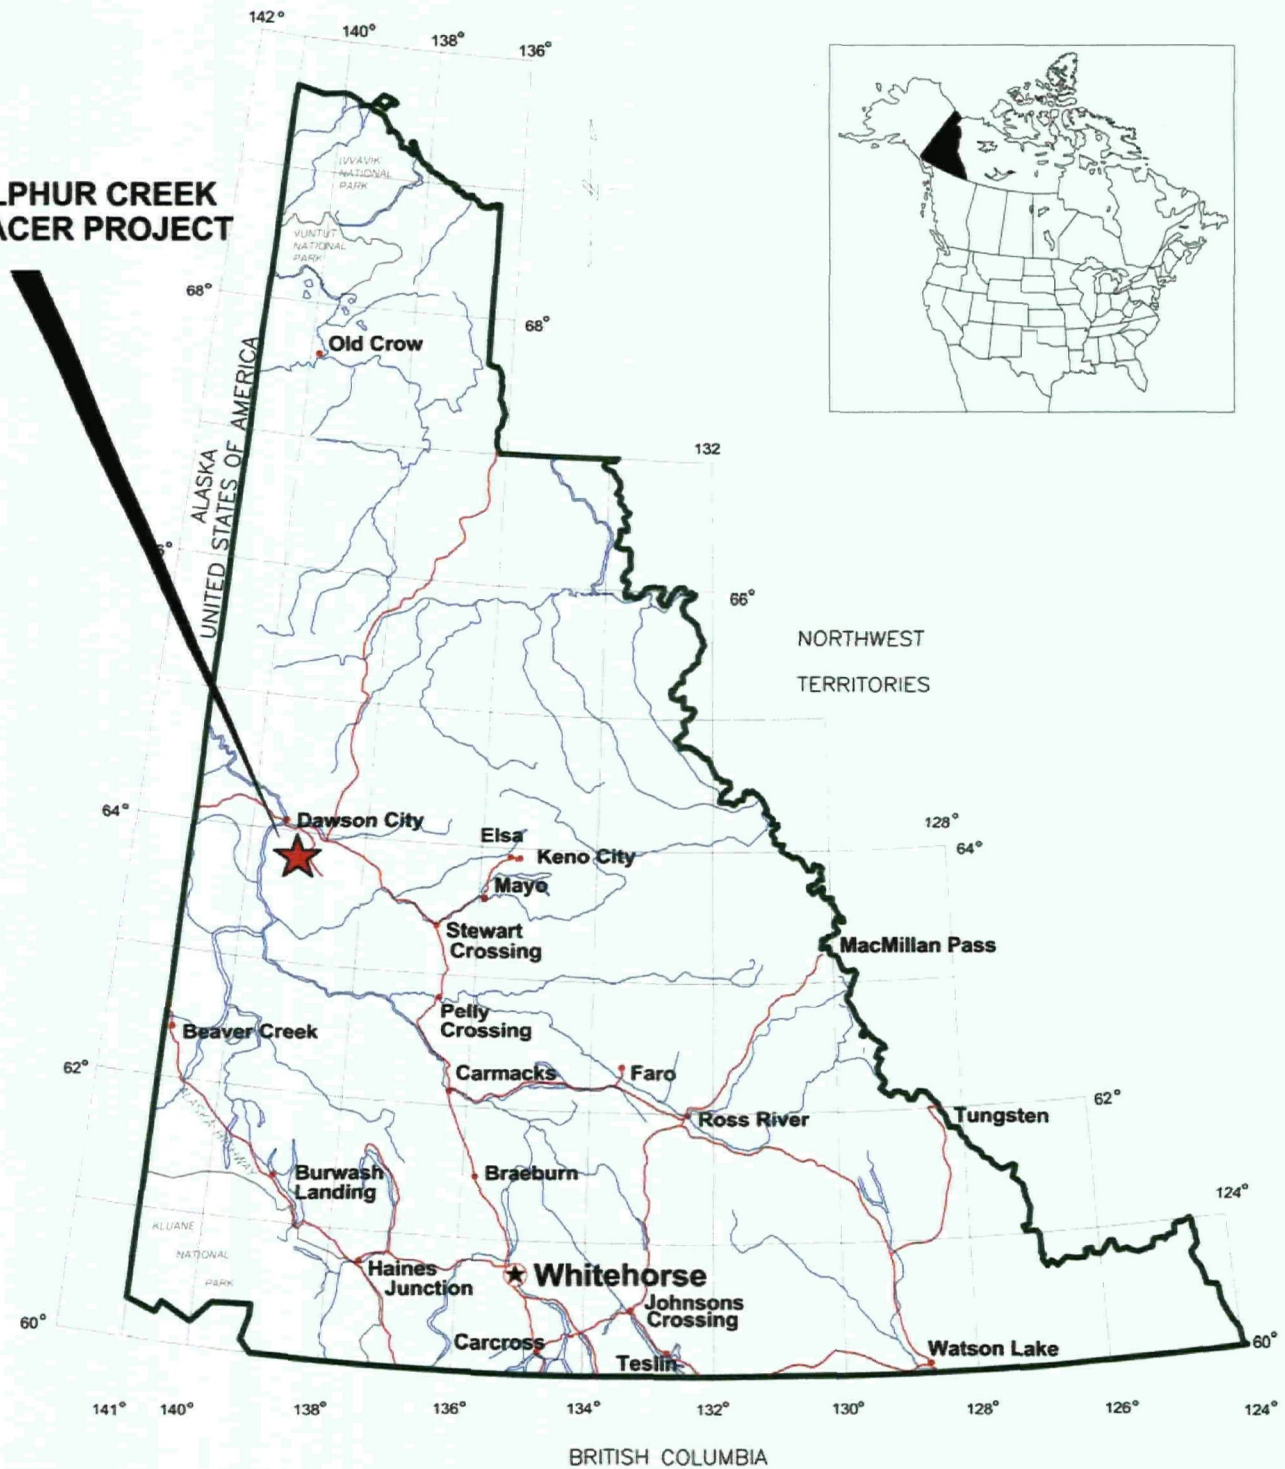 142°
140°
138°
136°
LPHUR CREEK
ACER PROJECT
IVVAVIK
NATIONAL
PARK
VUNTUT
NATIONAL
PARK
68°
68°
Old Crow
ALASKA
UNITED STATES OF AMERICA
132
66°
NORTHWEST
TERRITORIES
64°
Dawson City
Elsa
Keno City
Mayo
128°
64°
Stewart
Crossing
MacMillan Pass
Pelly
Crossing
Beaver Creek
62°
Carmacks
Faro
Ross River
62°
Tungsten
ALASKA HIGHWAY
Burwash
Landing
Braeburn
124°
KLUANE
NATIONAL
PARK
Haines
Junction
Whitehorse
Johnsons
Crossing
60°
Carcross
Teslin
Watson Lake
60°
141°
140°
138°
136°
134°
132°
130°
128°
126°
124°
BRITISH COLUMBIA